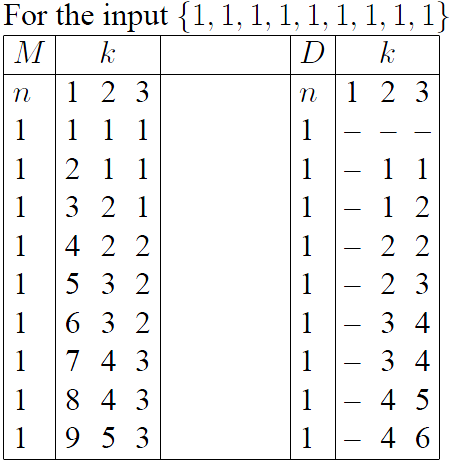 For the input {1, 1, 1, 1, 1, 1, 1, 1, 1}
M k D k
n 1 2 3 n 1 2 3
1 1 1 1 1 – – –
1 2 1 1 1 – 1 1
1 3 2 1 1 – 1 2
1 4 2 2 1 – 2 2
1 5 3 2 1 – 2 3
1 6 3 2 1 – 3 4
1 7 4 3 1 – 3 4
1 8 4 3 1 – 4 5
1 9 5 3 1 – 4 6